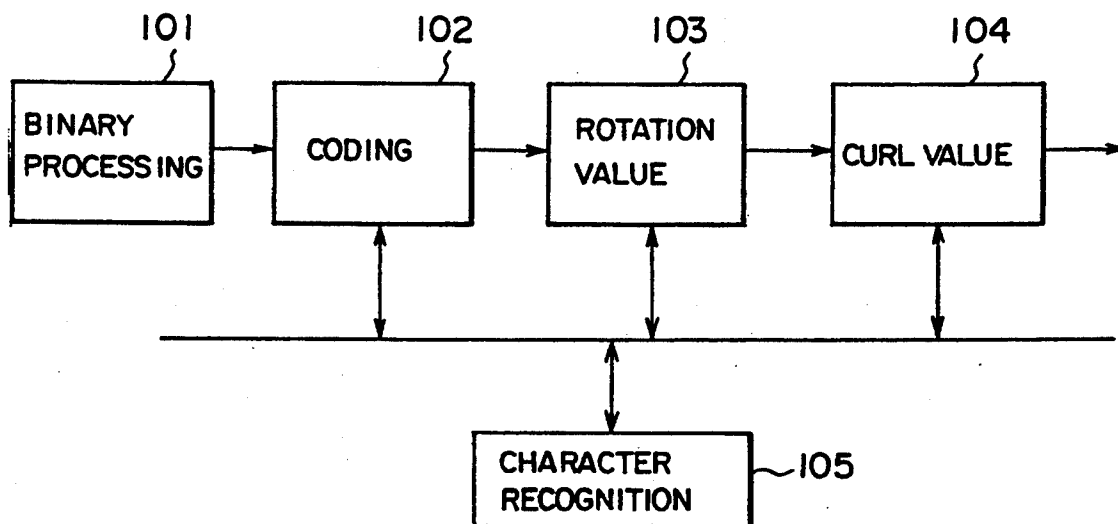 101
102
103
104
BINARY
PROCESSING
CODING
ROTATION
VALUE
CURL VALUE
CHARACTER
RECOGNITION
105